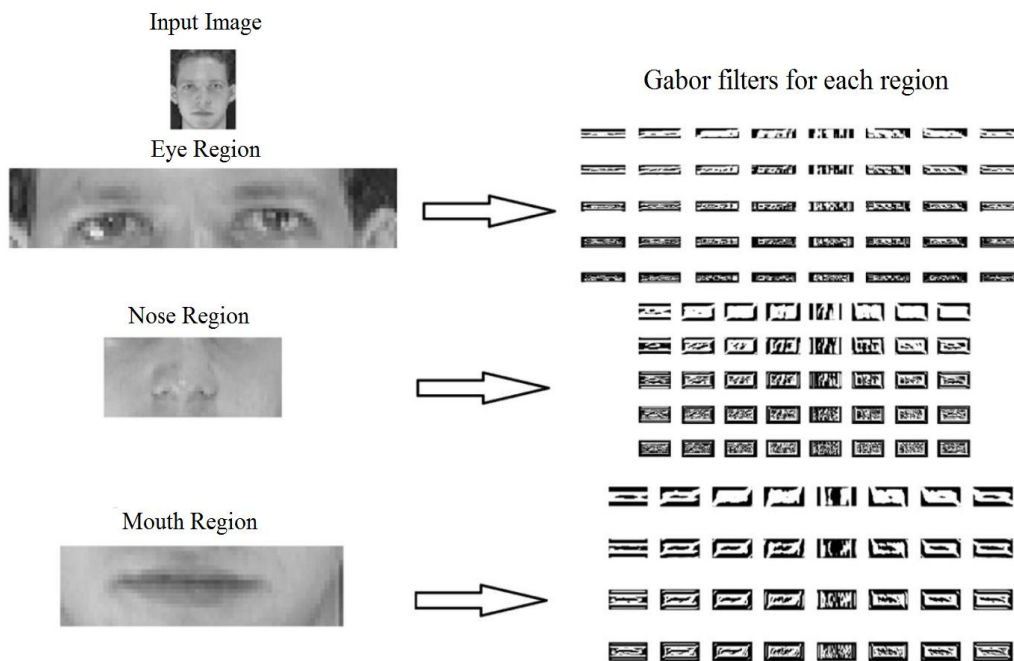 Input Image
Gabor filters for each region
Eye Region
Nose Region
Mouth Region